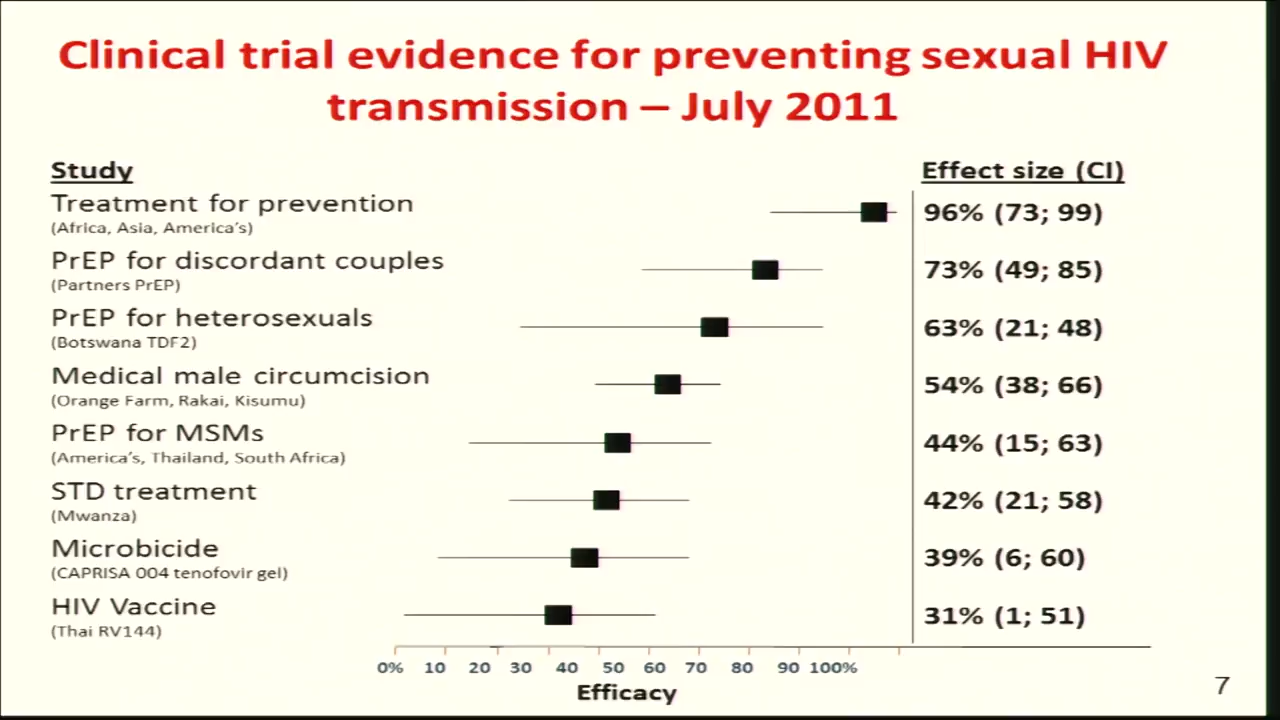 Clinical trial evidence for preventing sexual HIV
transmission – July 2011
Study
Effect size (CI)
Treatment for prevention
(Africa, Asia, America's)
96% (73; 99)
PrEP for discordant couples
(Partners PrEP)
73% (49; 85)
PrEP for heterosexuals
(Botswana TDF2)
63% (21; 48)
Medical male circumcision
(Orange Farm, Rakai, Kisumu)
54% (38; 66)
PrEP for MSMs
(America's, Thailand, South Africa)
44% (15; 63)
STD treatment
(Mwanza)
42% (21; 58)
Microbicide
(CAPRISA 004 tenofovir gel)
39% (6; 60)
HIV Vaccine
(Thai RV144)
31% (1; 51)
0% 10 20 30 40 50 60 70 80 90 100%
Efficacy
7